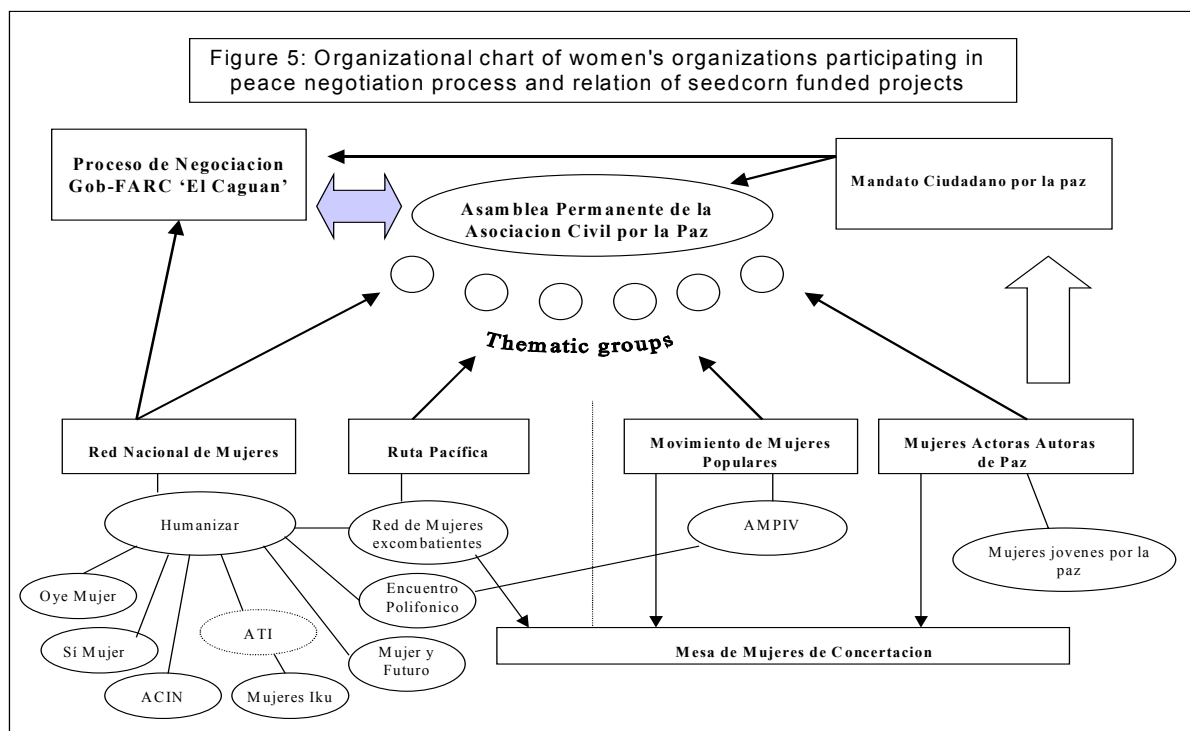 Figure 5: Organizational chart of women's organizations participating in
peace negotiation process and relation of seedcorn funded projects
Proceso de Negociacion
Gob-FARC ‘El Caguan’
Mandato Ciudadano por la paz
Asamblea Permanente de la
Asociacion Civil por la Paz
Thematic groups
Red Nacional de Mujeres
Ruta Pacífica
Movimiento de Mujeres
Populares
Mujeres Actoras Autoras
de Paz
Humanizar
Red de Mujeres
excombatientes
AMPIV
Mujeres jovenes por la
paz
Oye Mujer
Encuentro
Polifonico
ATI
Sí Mujer
Mujer y
Futuro
Mesa de Mujeres de Concertacion
ACIN
Mujeres Iku